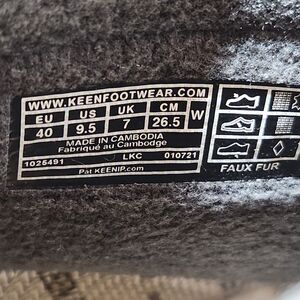 WWW.KEENFOOTWEAR.COM
EU US UK CM W
40 9.5 7 26.5
MADE IN CAMBODIA
Fabriqué au Cambodge
1025491 LKC 010721
Pat KEENIP.com
FAUX FUR